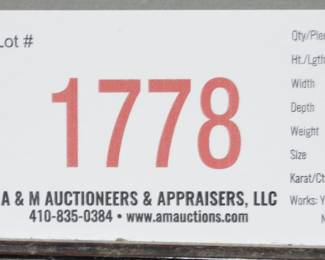 Lot #
1778
A & M AUCTIONEERS & APPRAISERS, LLC
410-835-0384 • www.amauctions.com
Qty/Pie
Ht./Lgth
Width
Depth
Weight
Size
Karat/Ct
Works: Y
N